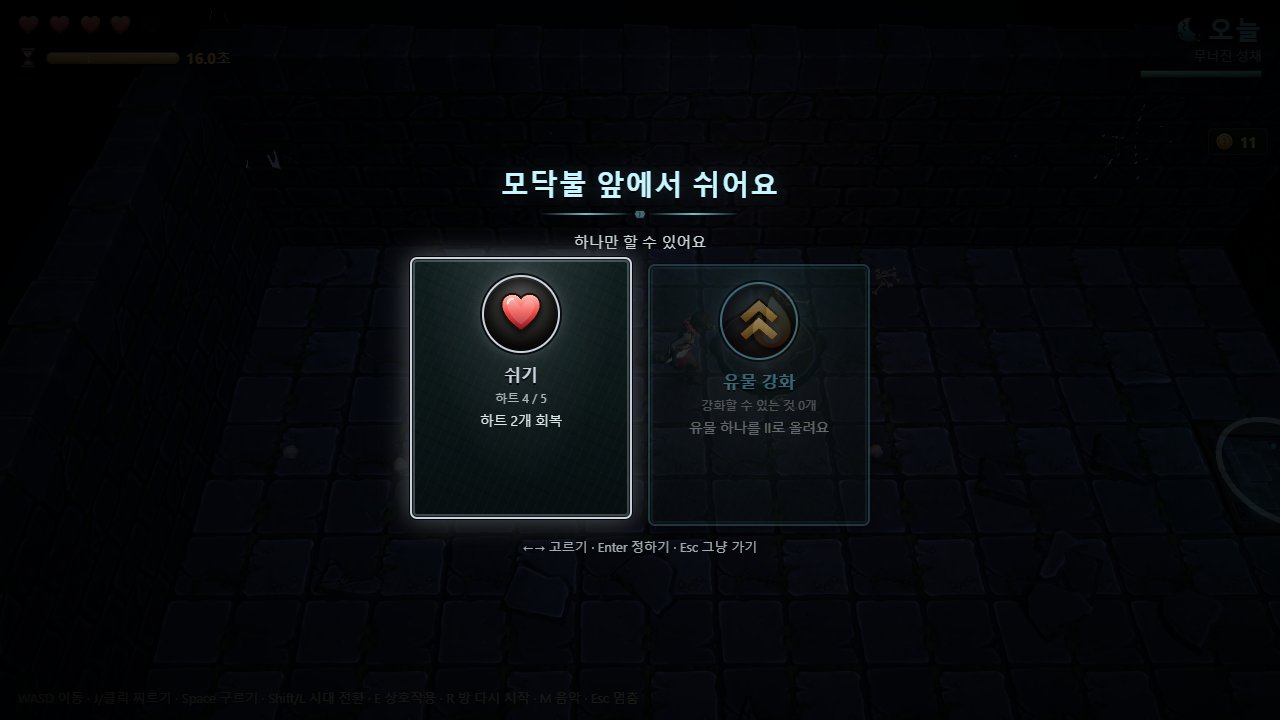 16.0초
오늘
무너진 성채
11
모닥불 앞에서 쉬어요
하나만 할 수 있어요
쉬기
하트 4 / 5
하트 2개 회복
유물 강화
강화할 수 있는 것 0개
유물 하나를 II로 올려요
←→ 고르기 · Enter 정하기 · Esc 그냥 가기
WASD 이동 · J/클릭 찌르기 · Space 구르기 · Shift/L 시대 전환 · E 상호작용 · R 방 다시 시작 · M 음악 · Esc 멈춤